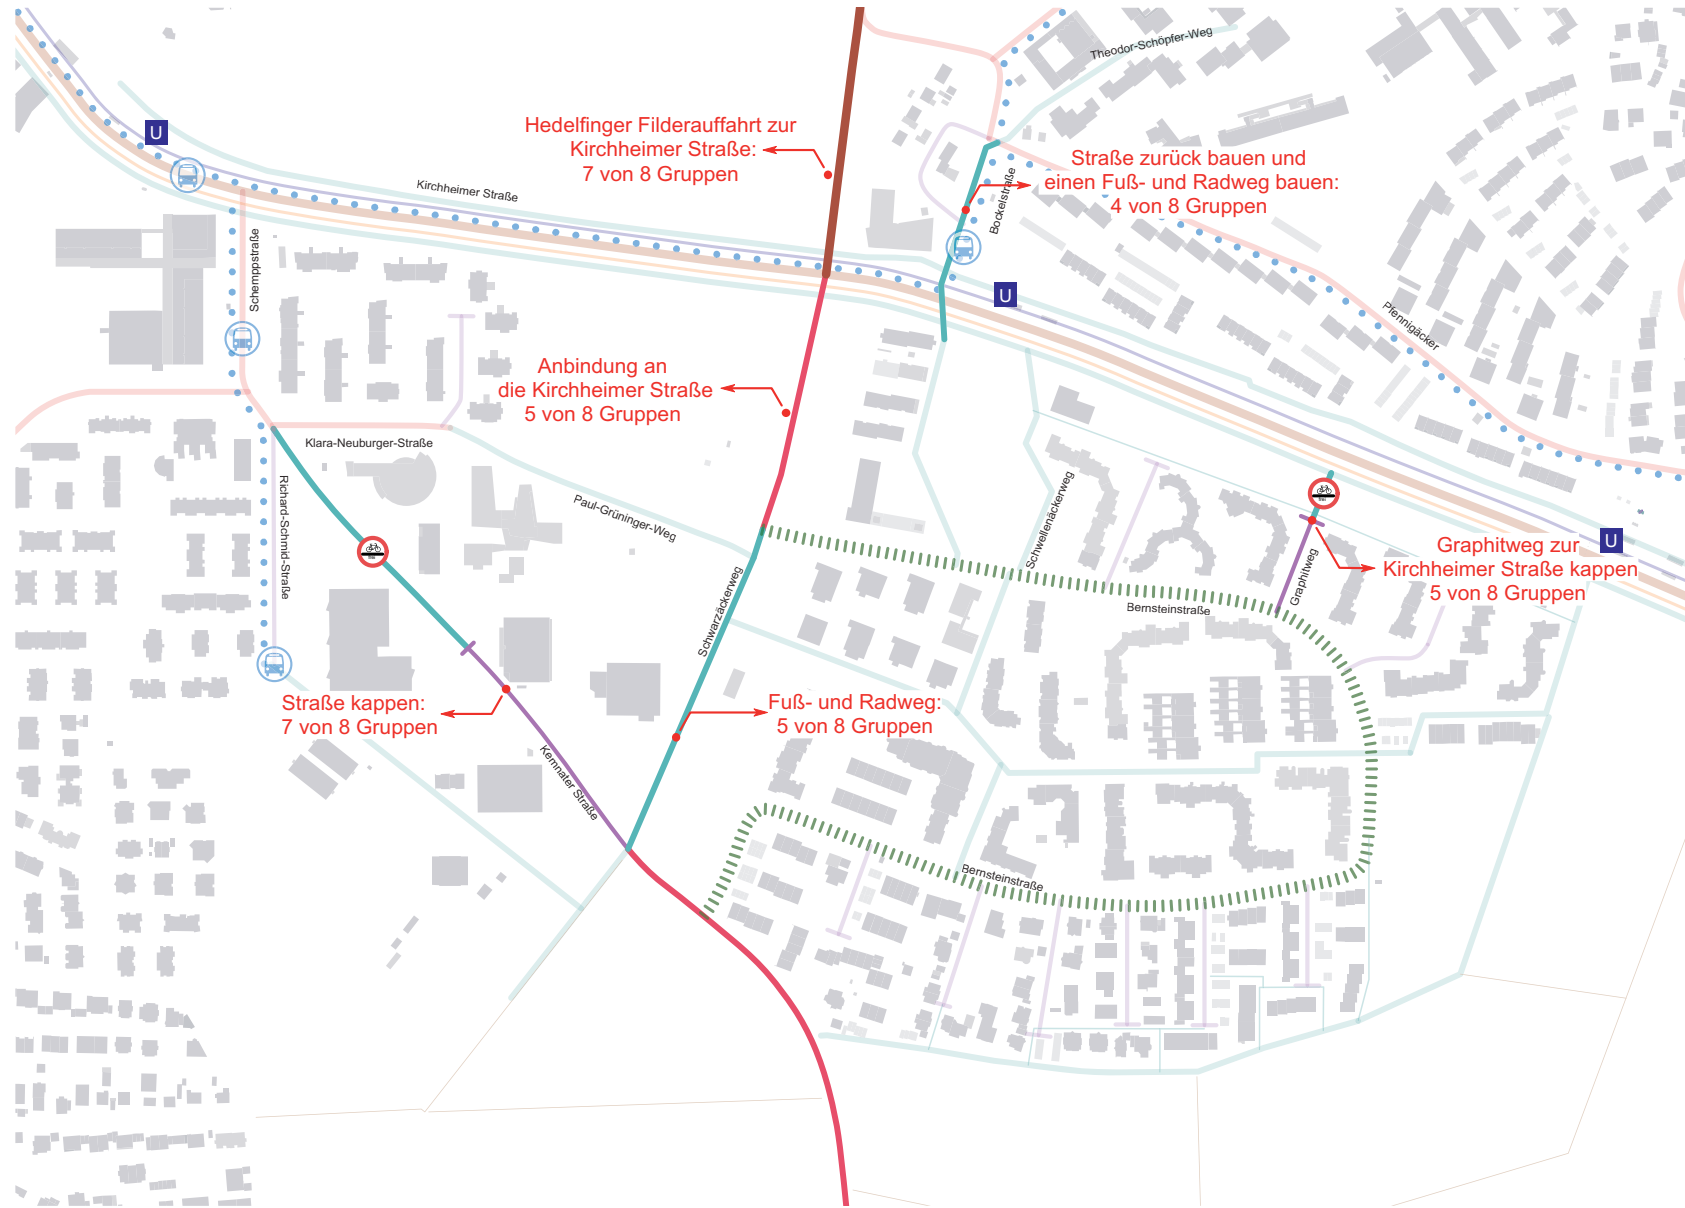 Theodor-Schöpfer-Weg
Hedelfinger Filderauffahrt zur
Kirchheimer Straße:
7 von 8 Gruppen
U
Straße zurück bauen und
einen Fuß- und Radweg bauen:
4 von 8 Gruppen
Kirchheimer Straße
Bockelstraße
Schemppstraße
U
Pfennigäcker
Anbindung an
die Kirchheimer Straße
5 von 8 Gruppen
Klara-Neuburger-Straße
Richard-Schmid-Straße
Paul-Grüninger-Weg
Schwellenäckerweg
Graphitweg zur
Kirchheimer Straße kappen
5 von 8 Gruppen
U
Graphitweg
Bernsteinstraße
Schwarzäckerweg
Straße kappen:
7 von 8 Gruppen
Fuß- und Radweg:
5 von 8 Gruppen
Kemnater Straße
Bernsteinstraße